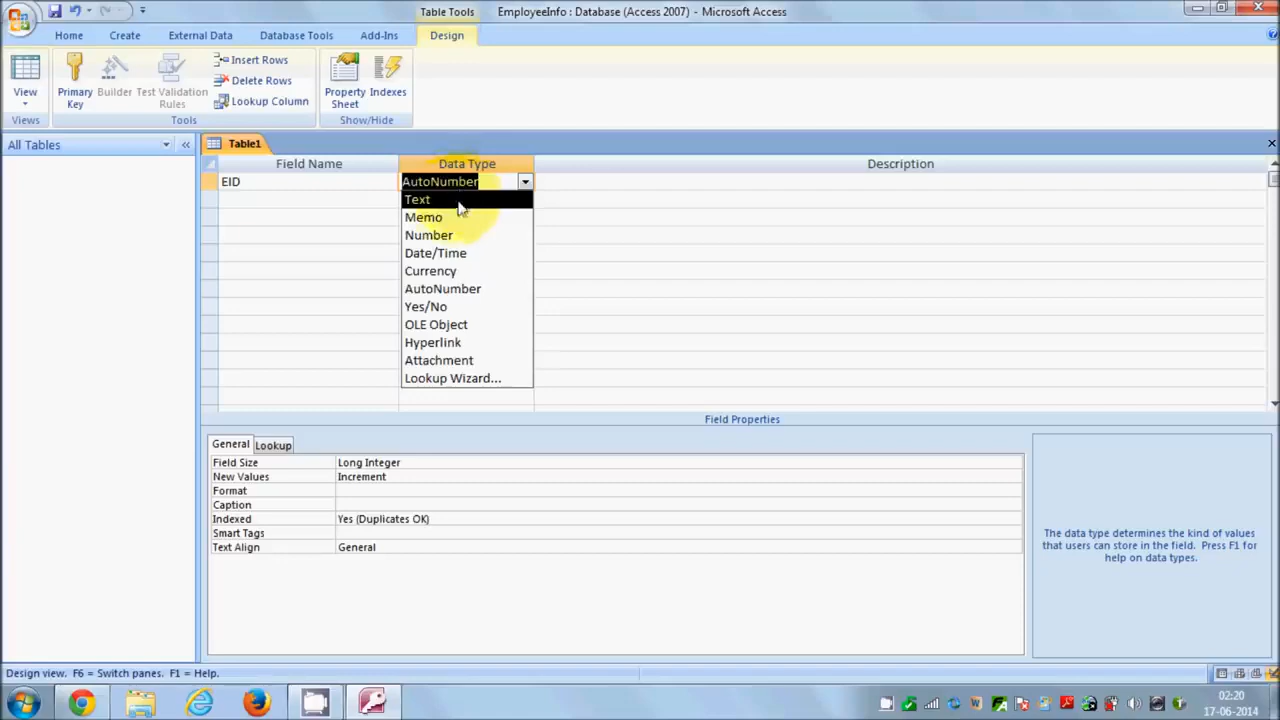 Table Tools
EmployeeInfo : Database (Access 2007) - Microsoft Access
Home
Create
External Data
Database Tools
Add-Ins
Design
View
Primary Key
Builder
Test Validation Rules
Insert Rows
Delete Rows
Lookup Column
Property Sheet
Indexes
Views
Tools
Show/Hide
All Tables
Table1
Field Name
Data Type
Description
EID
AutoNumber
Text
Memo
Number
Date/Time
Currency
AutoNumber
Yes/No
OLE Object
Hyperlink
Attachment
Lookup Wizard...
Field Properties
General
Lookup
Field Size Long Integer
New Values Increment
Format
Caption
Indexed Yes (Duplicates OK)
Smart Tags
Text Align General
The data type determines the kind of values
that users can store in the field. Press F1 for
help on data types.
Design view. F6 = Switch panes. F1 = Help.
02:20
17-06-2014